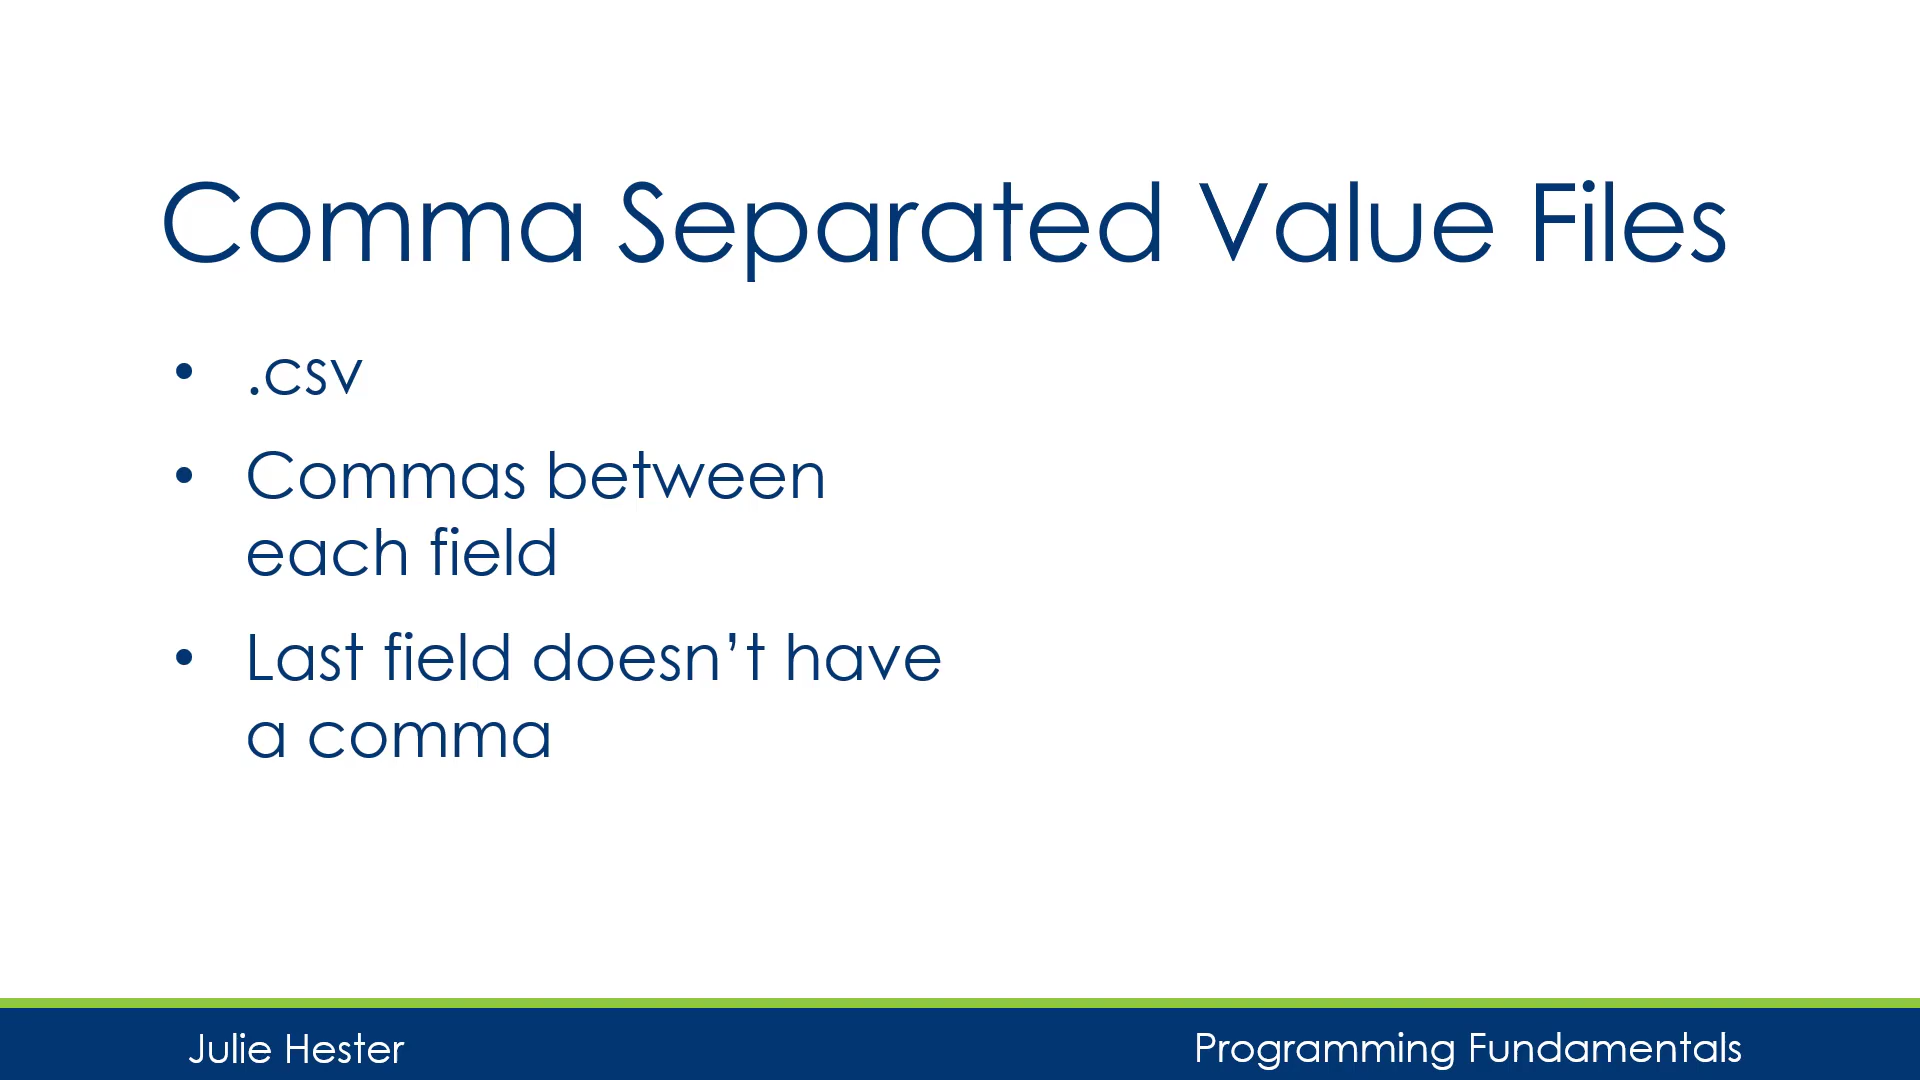 Comma Separated Value Files
• .csv
• Commas between
each field
• Last field doesn’t have
a comma
Julie Hester
Programming Fundamentals